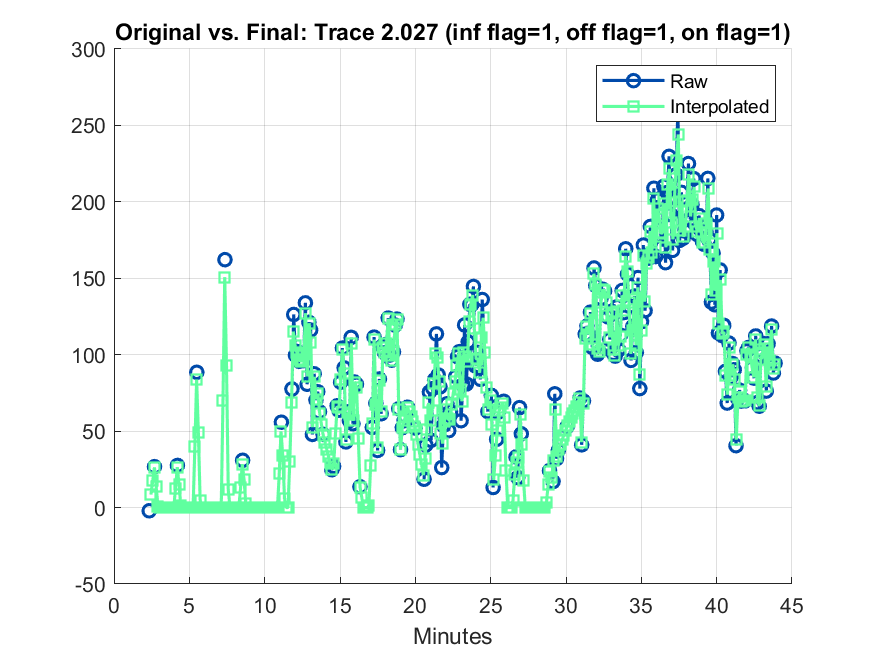 Original vs. Final: Trace 2.027 (inf flag=1, off flag=1, on flag=1)
300
250
200
150
100
50
0
-50
Raw
Interpolated
0 5 10 15 20 25 30 35 40 45
Minutes